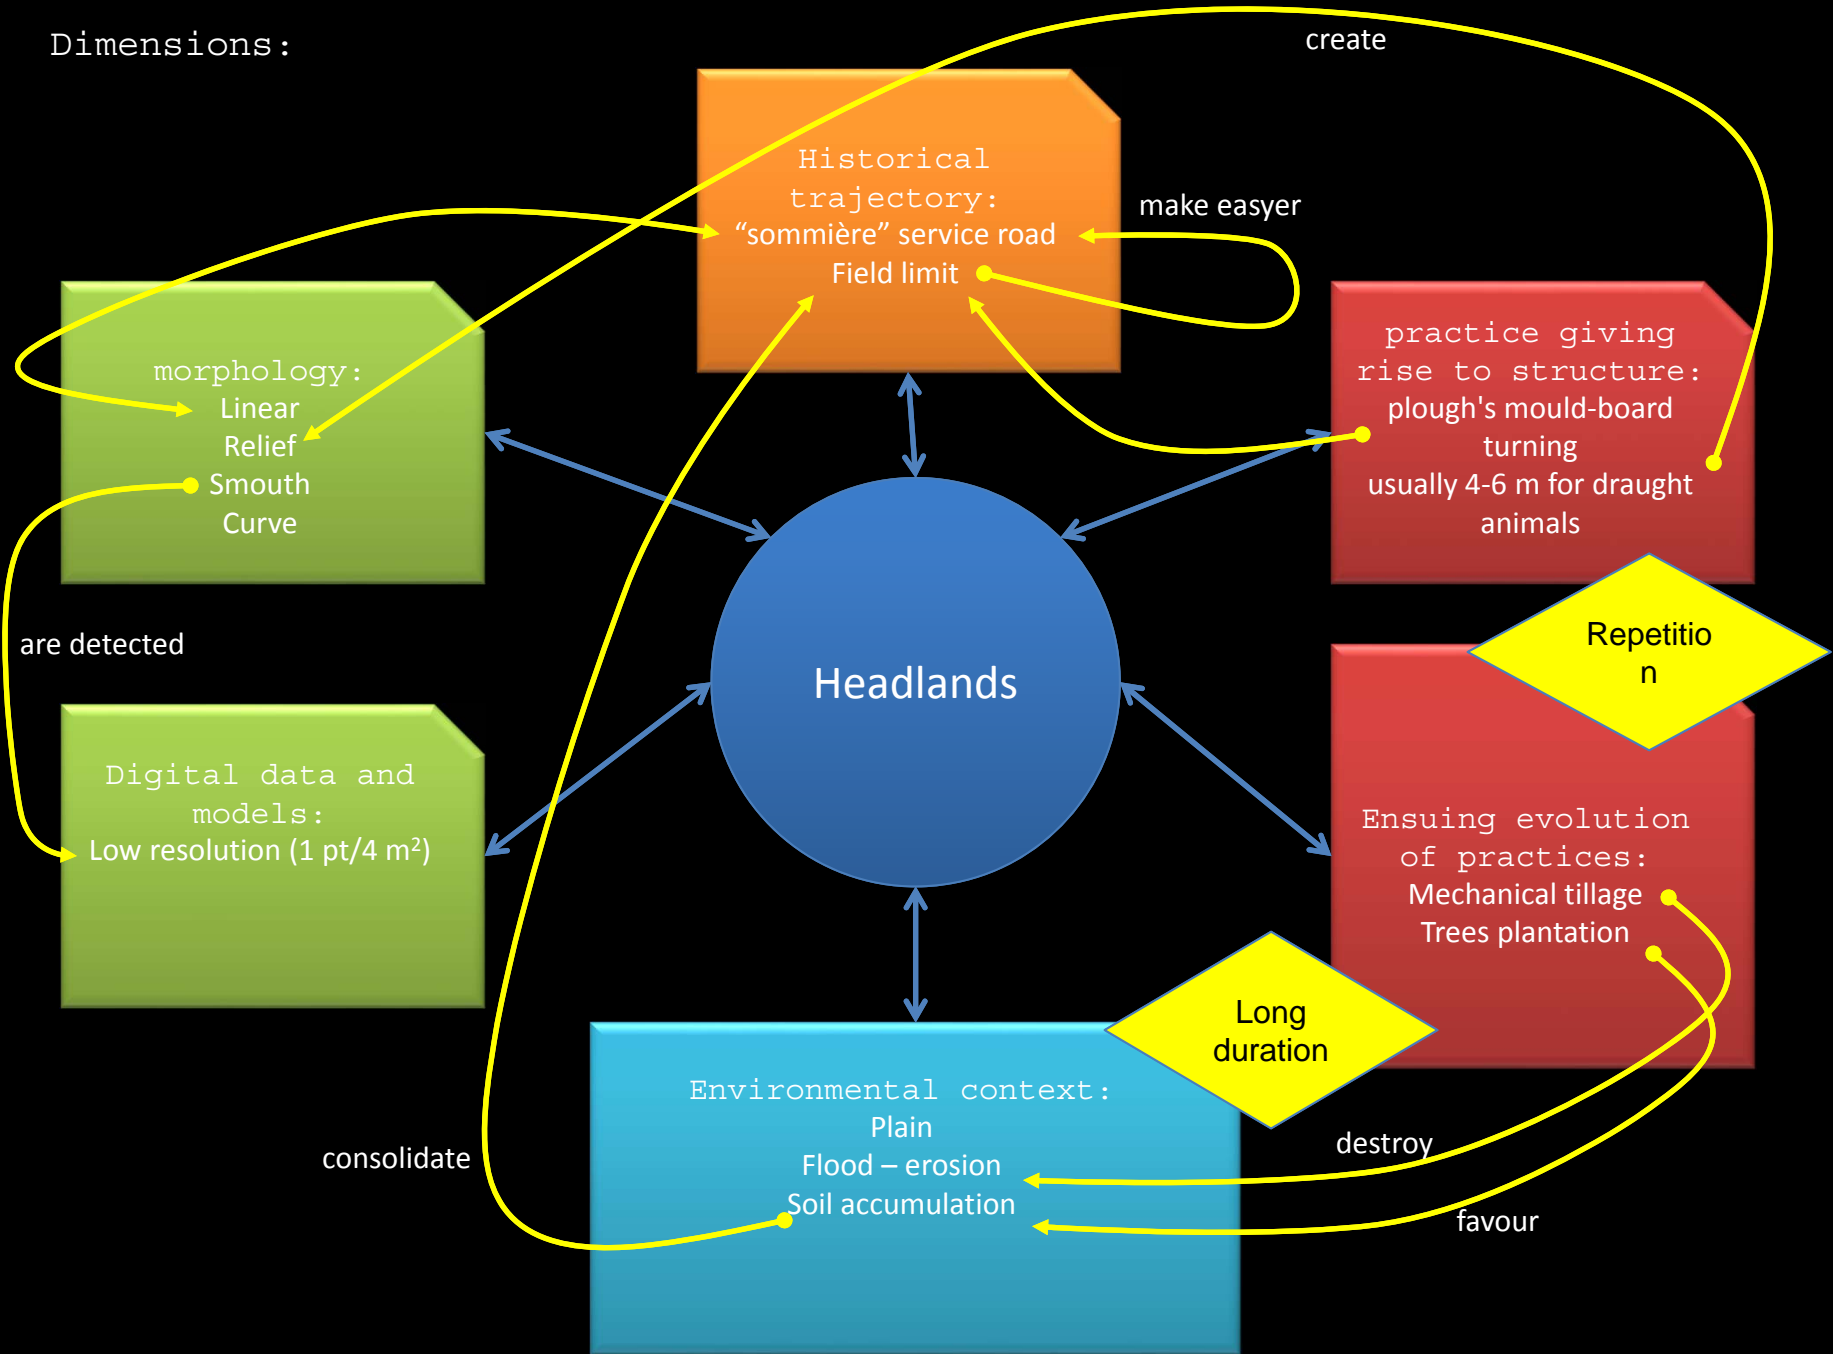 Dimensions:
create
Historical
trajectory:
“sommière” service road
Field limit
make easyer
morphology:
Linear
Relief
Smouth
Curve
practice giving
rise to structure:
plough's mould-board
turning
usually 4-6 m for draught
animals
are detected
Headlands
Repetitio
n
Digital data and
models:
Low resolution (1 pt/4 m²)
Ensuing evolution
of practices:
Mechanical tillage
Trees plantation
Long
duration
Environmental context:
Plain
Flood – erosion
Soil accumulation
consolidate
destroy
favour